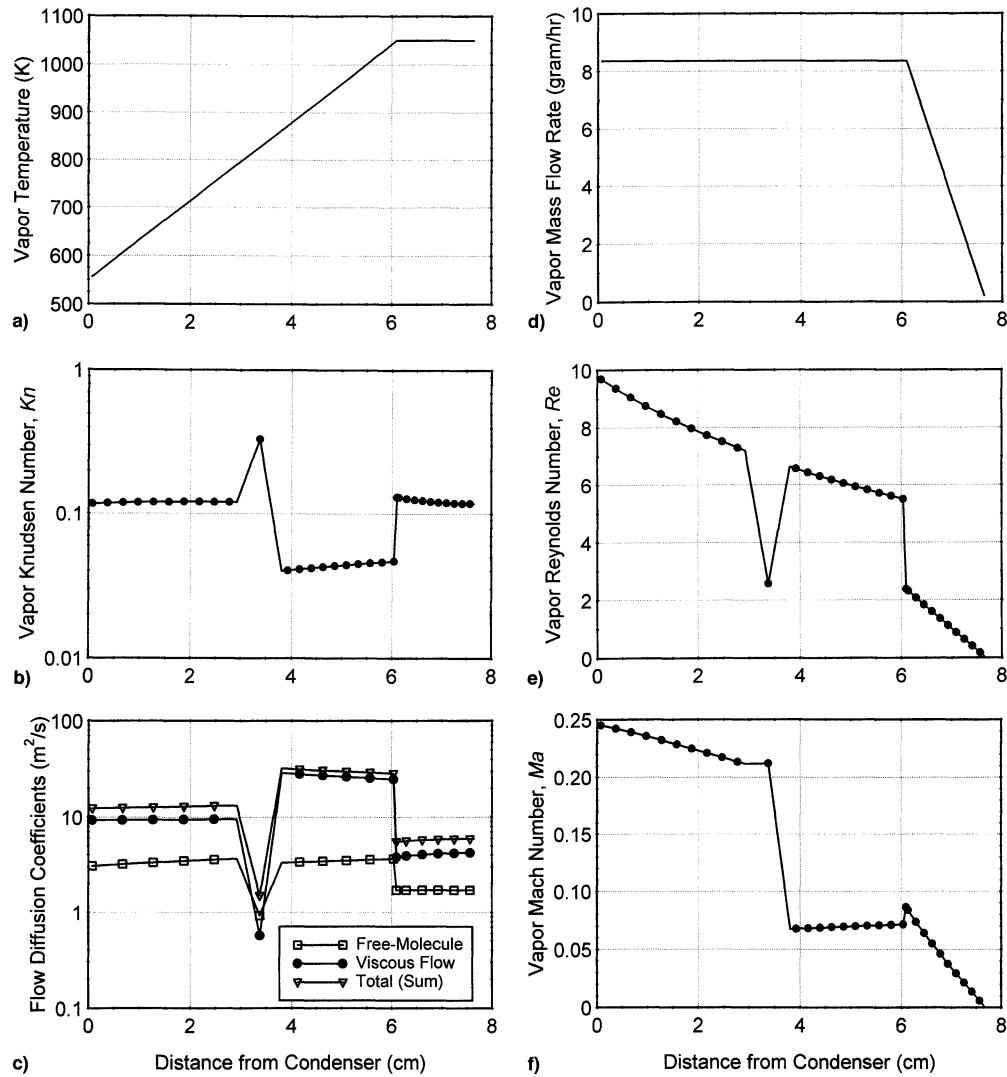 1100
1000
900
800
700
600
500
Vapor Temperature (K)
0 2 4 6 8
a)
10
8
6
4
2
0
Vapor Mass Flow Rate (gram/hr)
0 2 4 6 8
d)
1
0.1
0.01
Vapor Knudsen Number, Kn
0 2 4 6 8
b)
10
8
6
4
2
0
Vapor Reynolds Number, Re
0 2 4 6 8
e)
100
10
1
0.1
Flow Diffusion Coefficients (m²/s)
Free-Molecule
Viscous Flow
Total (Sum)
0 2 4 6 8
c)
Distance from Condenser (cm)
0.25
0.20
0.15
0.10
0.05
0
Vapor Mach Number, Ma
0 2 4 6 8
f)
Distance from Condenser (cm)